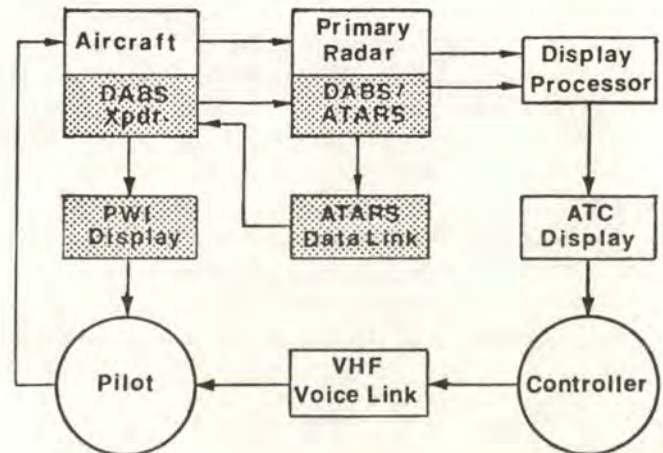 Aircraft
DABS
Xpdr.
Primary
Radar
DABS/
ATARS
Display
Processor
PWI
Display
ATARS
Data Link
ATC
Display
Pilot
VHF
Voice Link
Controller